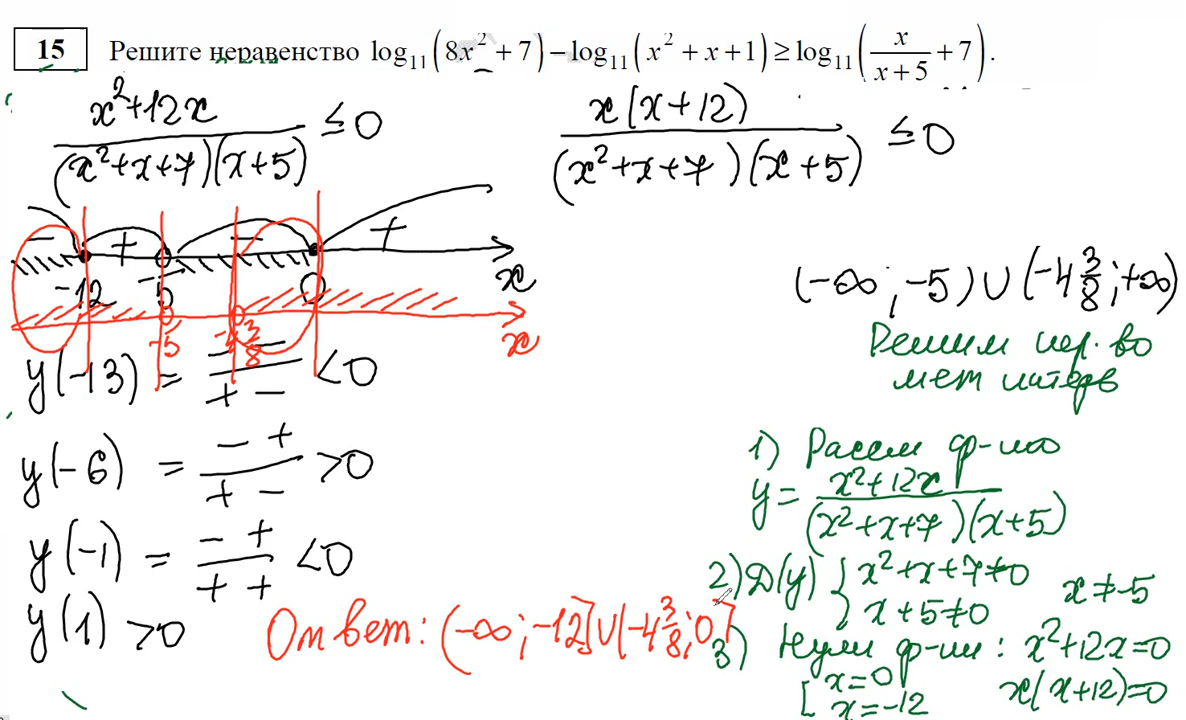 15 Решите неравенство log₁₁(8x² + 7) – log₁₁(x² + x + 1) ≥ log₁₁(x/(x + 5) + 7).
(x²+12x)/((x²+x+7)(x+5)) ≤ 0
x(x+12)/((x²+x+7)(x+5)) ≤ 0
– + – +
-12 -5 0 x
-5 -4 3/8 x
(-∞; -5) ∪ (-4 3/8; +∞)
Решим нер-во
мет интерв
y(-13) = (– –)/(+ –) < 0
y(-6) = (– +)/(+ –) > 0
y(-1) = (– +)/(+ +) < 0
y(1) > 0
Ответ: (-∞; -12] ∪ (-4 3/8; 0]
1) Рассм ф-ию
y = (x²+12x)/((x²+x+7)(x+5))
2) D(y) { x²+x+7≠0
x+5≠0
x≠-5
3) Нули ф-ии: x²+12x=0
x(x+12)=0
[ x=0
x=-12